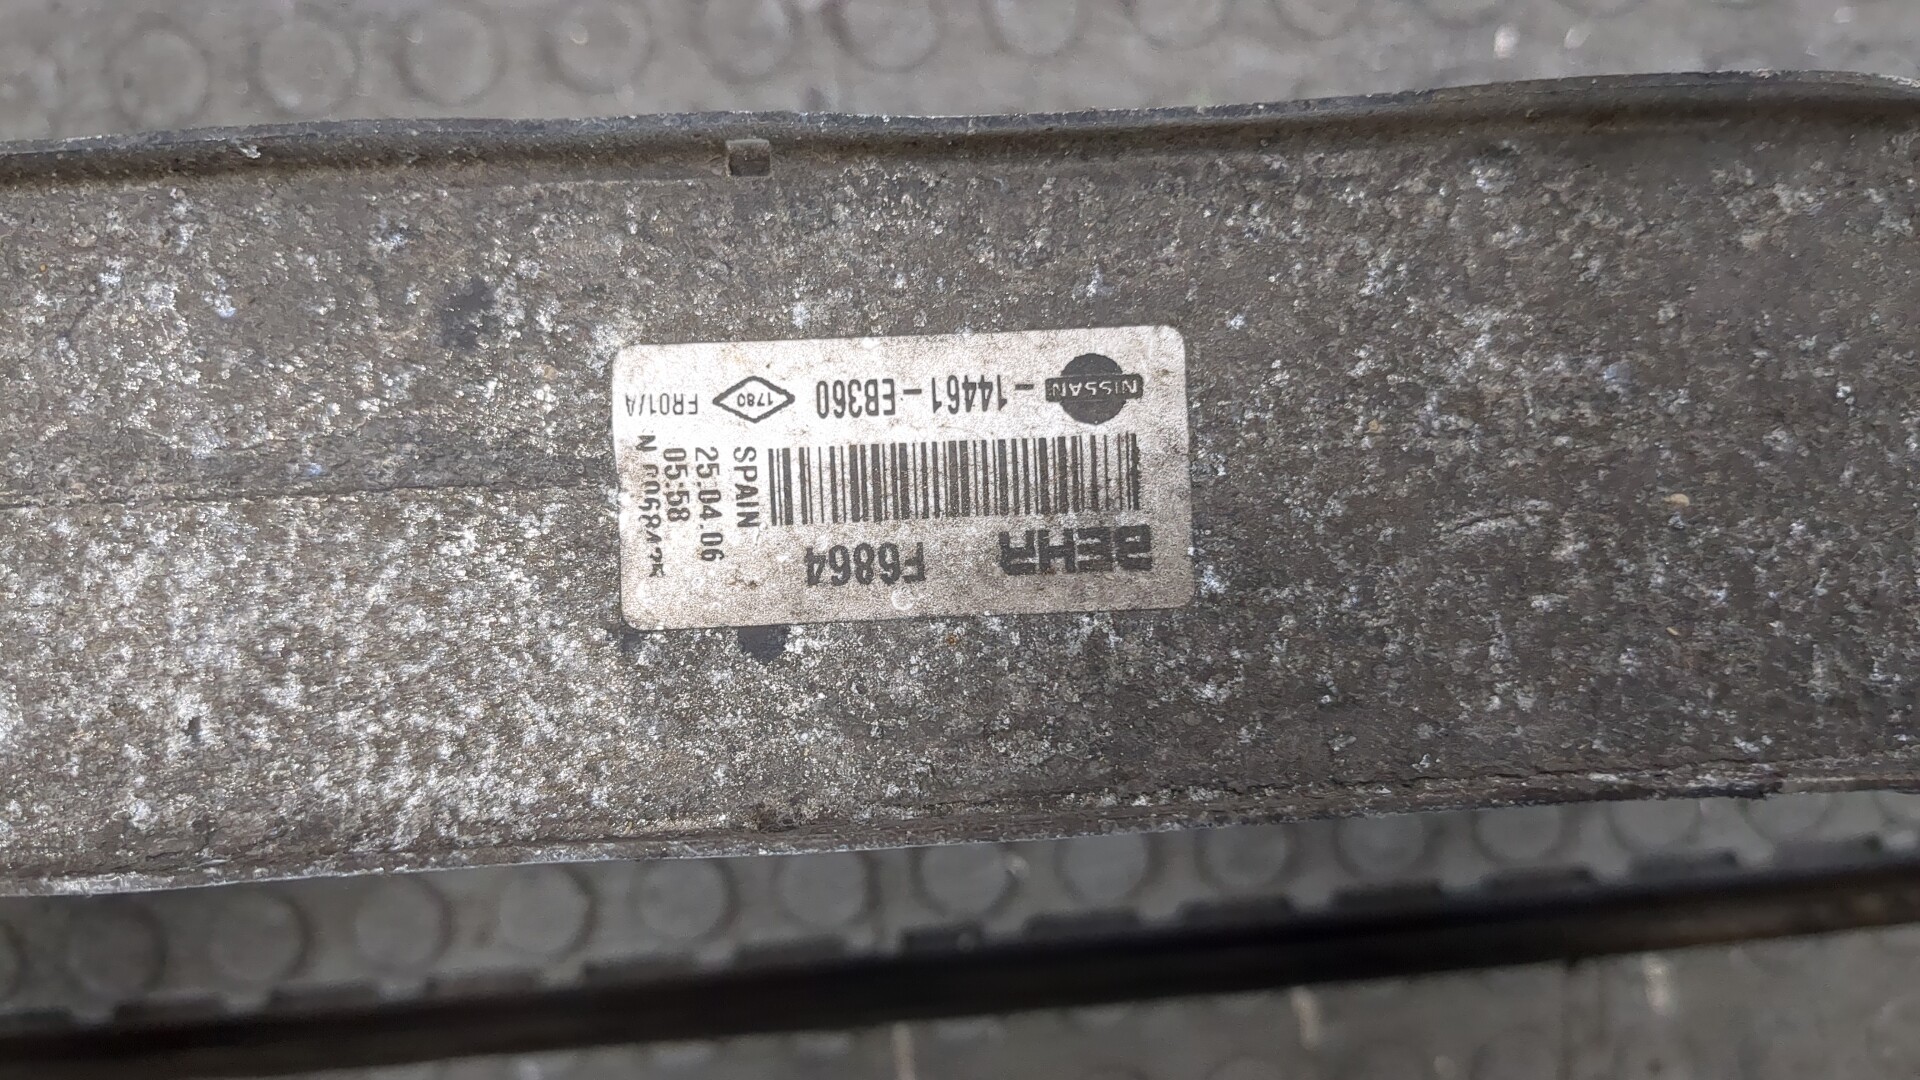 BEHR F6864
NISSAN -14461-EB360 1780 FR01/A
SPAIN
25.04.06
05.58